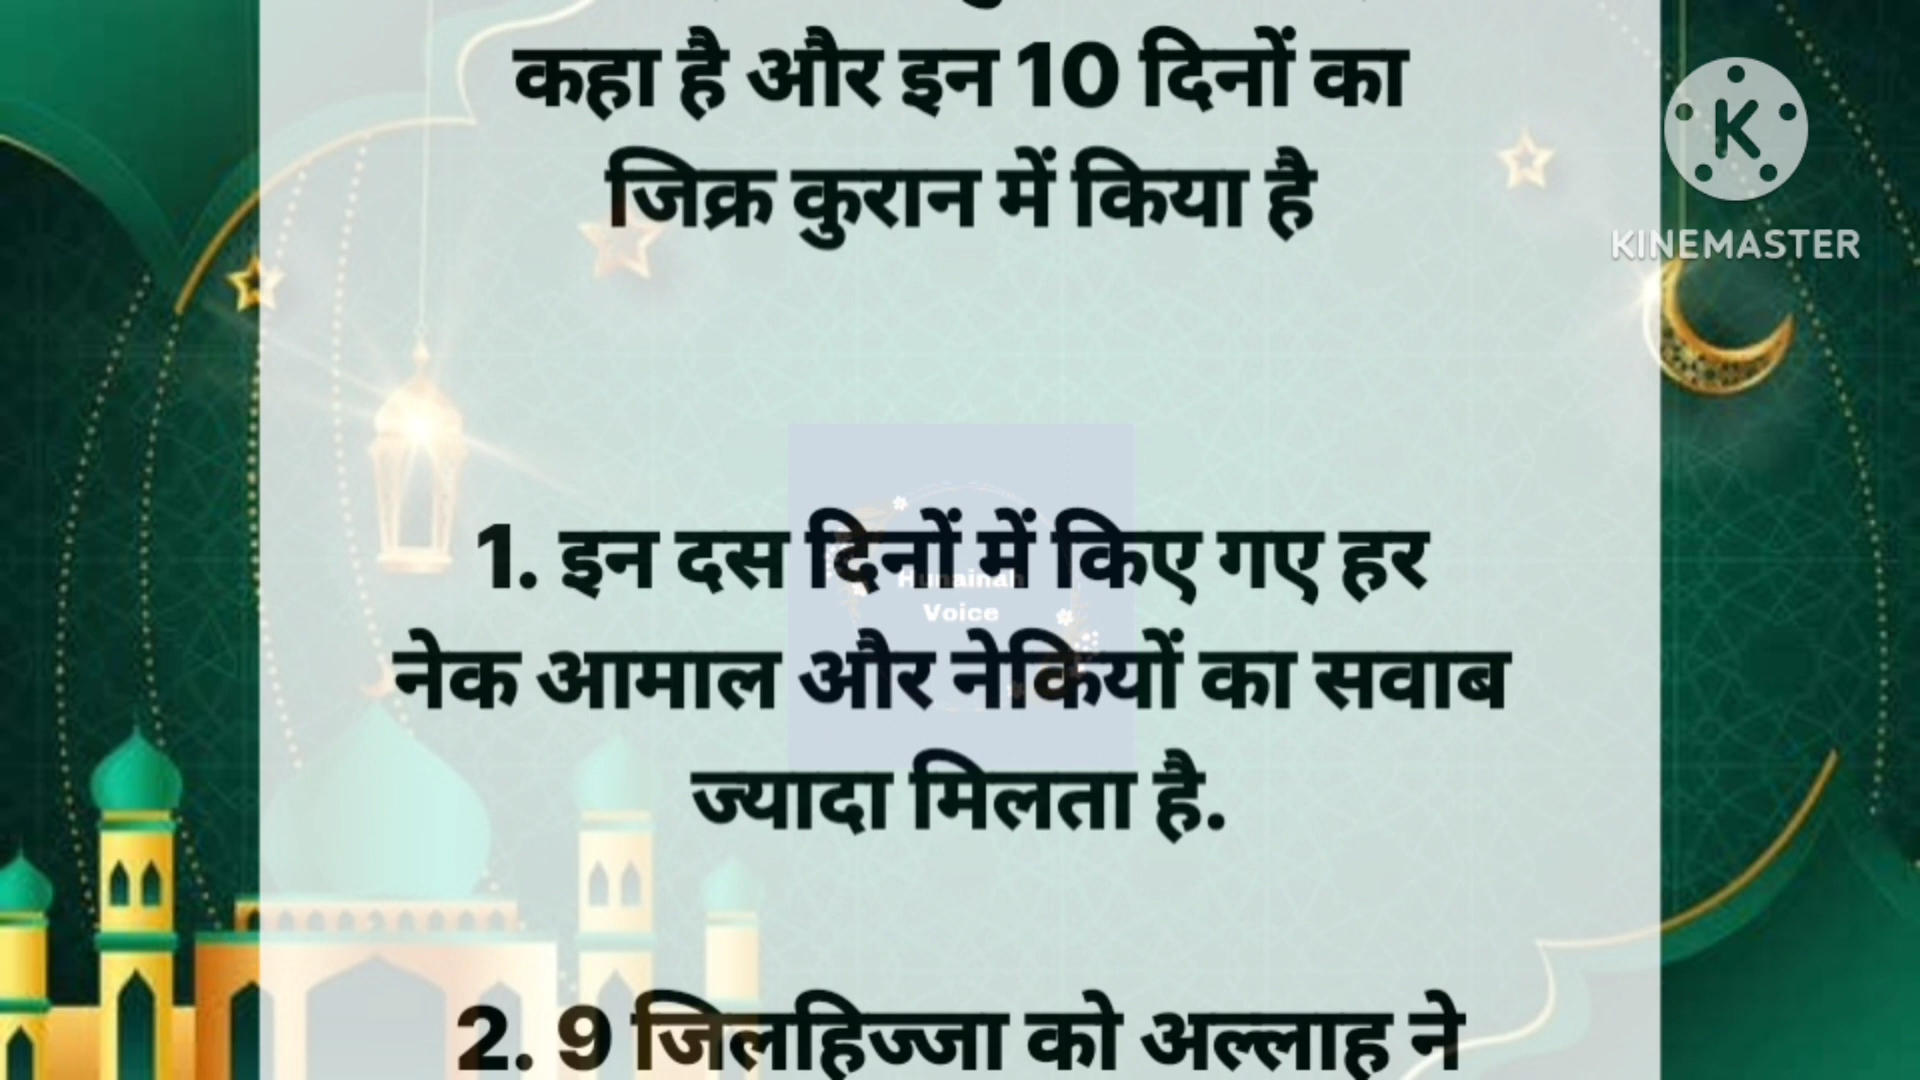 कहा है और इन 10 दिनों का
जिक्र कुरान में किया है
K
KINEMASTER
1. इन दस दिनों में किए गए हर
Hunainah
Voice
नेक आमाल और नेकियों का सवाब
ज्यादा मिलता है.
2. 9 जिलहिज्जा को अल्लाह ने